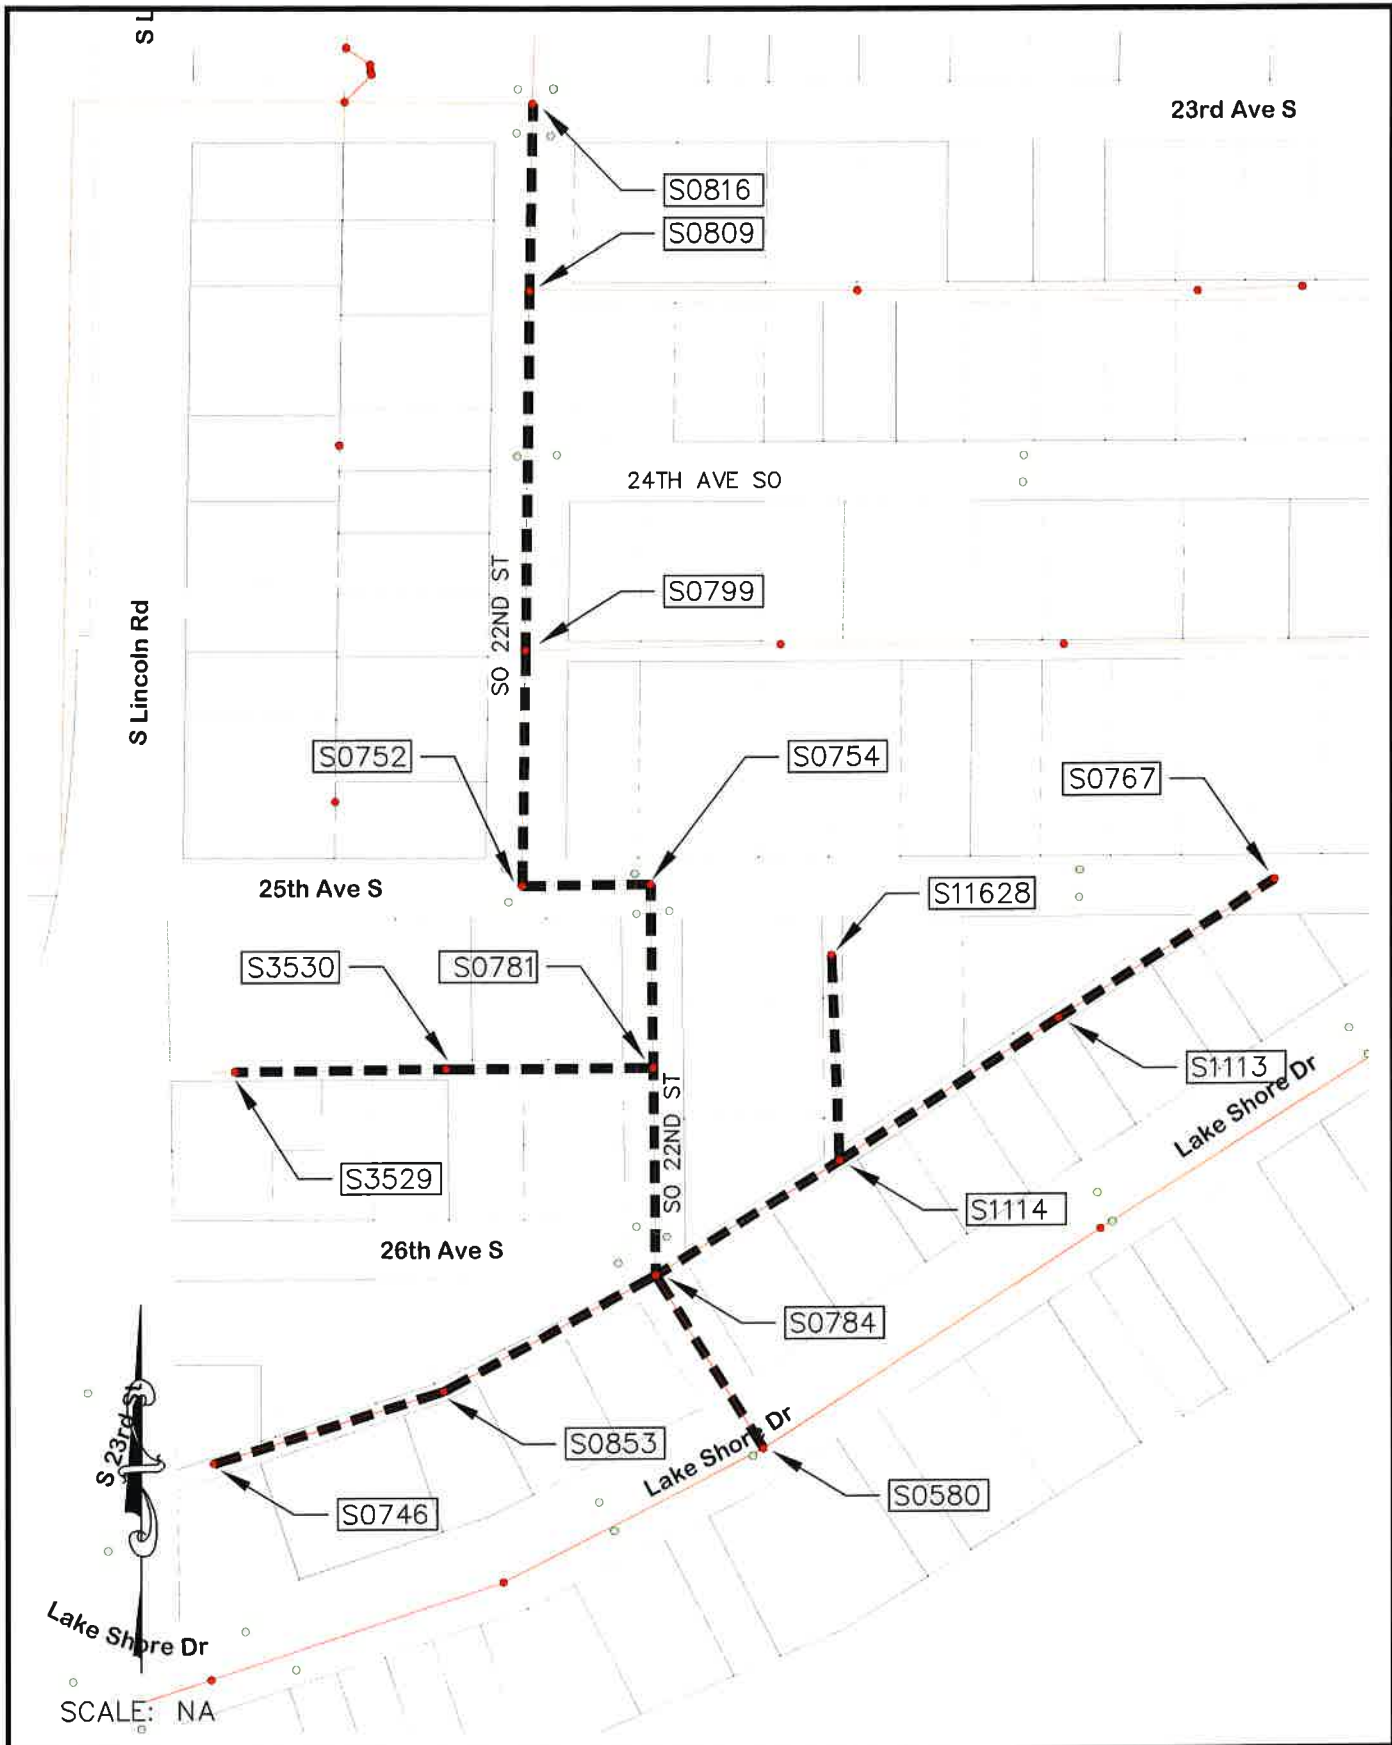 S L
23rd Ave S
S0816
S0809
24TH AVE SO
SO 22ND ST
S0799
S Lincoln Rd
S0752
S0754
S0767
25th Ave S
S11628
S3530
S0781
S1113
Lake Shore Dr
SO 22ND ST
S3529
S1114
26th Ave S
S0784
S 23rd St
S0853
Lake Shore Dr
S0580
S0746
Lake Shore Dr
SCALE: NA